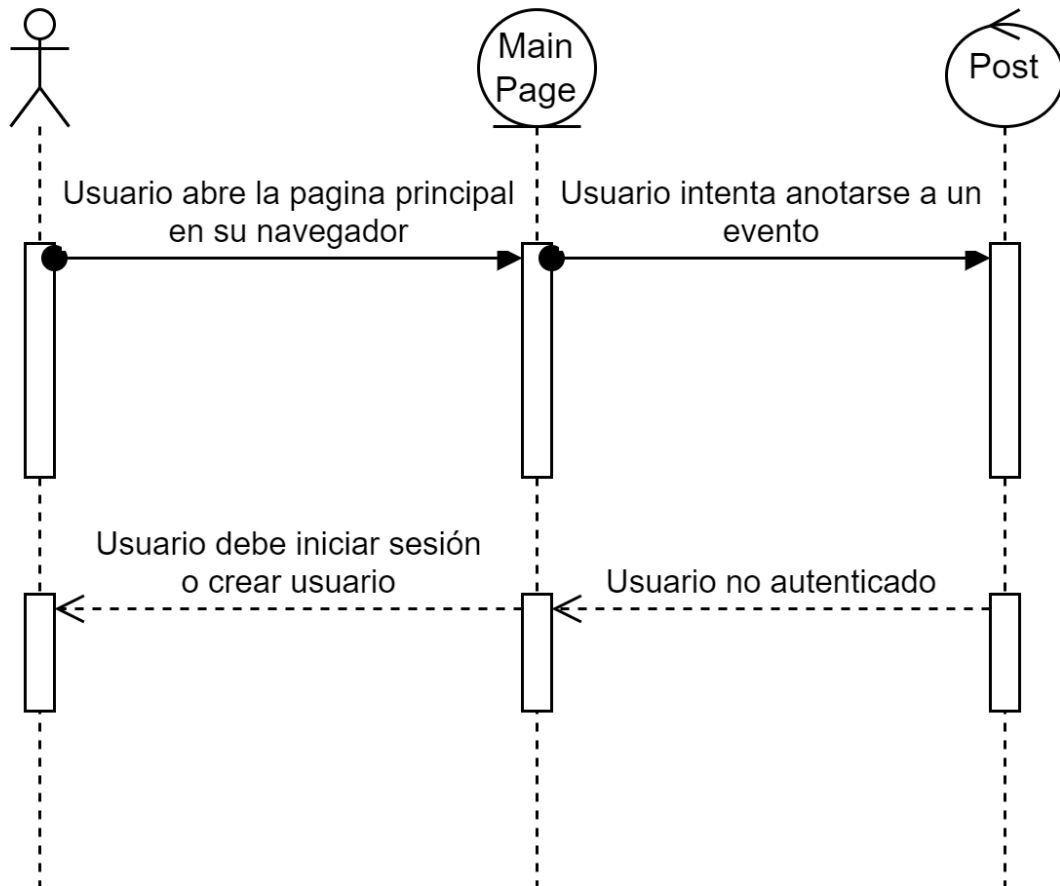 Main
Page
Post
Usuario abre la pagina principal
en su navegador
Usuario intenta anotarse a un
evento
Usuario debe iniciar sesión
o crear usuario
Usuario no autenticado